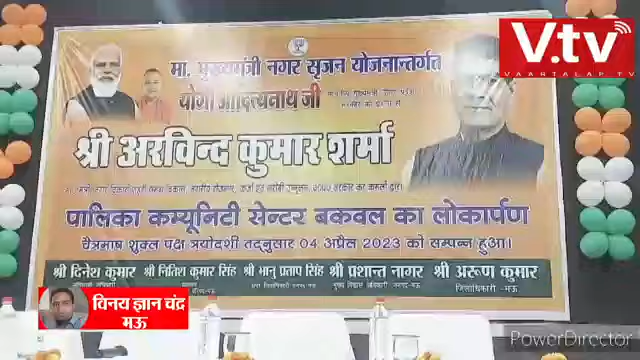 V.tv
VAARTALAP TV
मा. मुख्यमंत्री नगर सृजन योजनान्तर्गत
योगी आदित्यनाथ जी
श्री अरविन्द कुमार शर्मा
पालिका कम्यूनिटी सेन्टर बकवल का लोकार्पण
चैत्रमास शुक्ल पक्ष त्रयोदशी तद्नुसार 04 अप्रैल 2023 को सम्पन्न हुआ।
श्री दिनेश कुमार श्री नितिश कुमार सिंह श्री भानु प्रताप सिंह श्री प्रशान्त नागर श्री अरूण कुमार
जिलाधिकारी -मऊ
विनय ज्ञान चंद्र
मऊ
PowerDirector